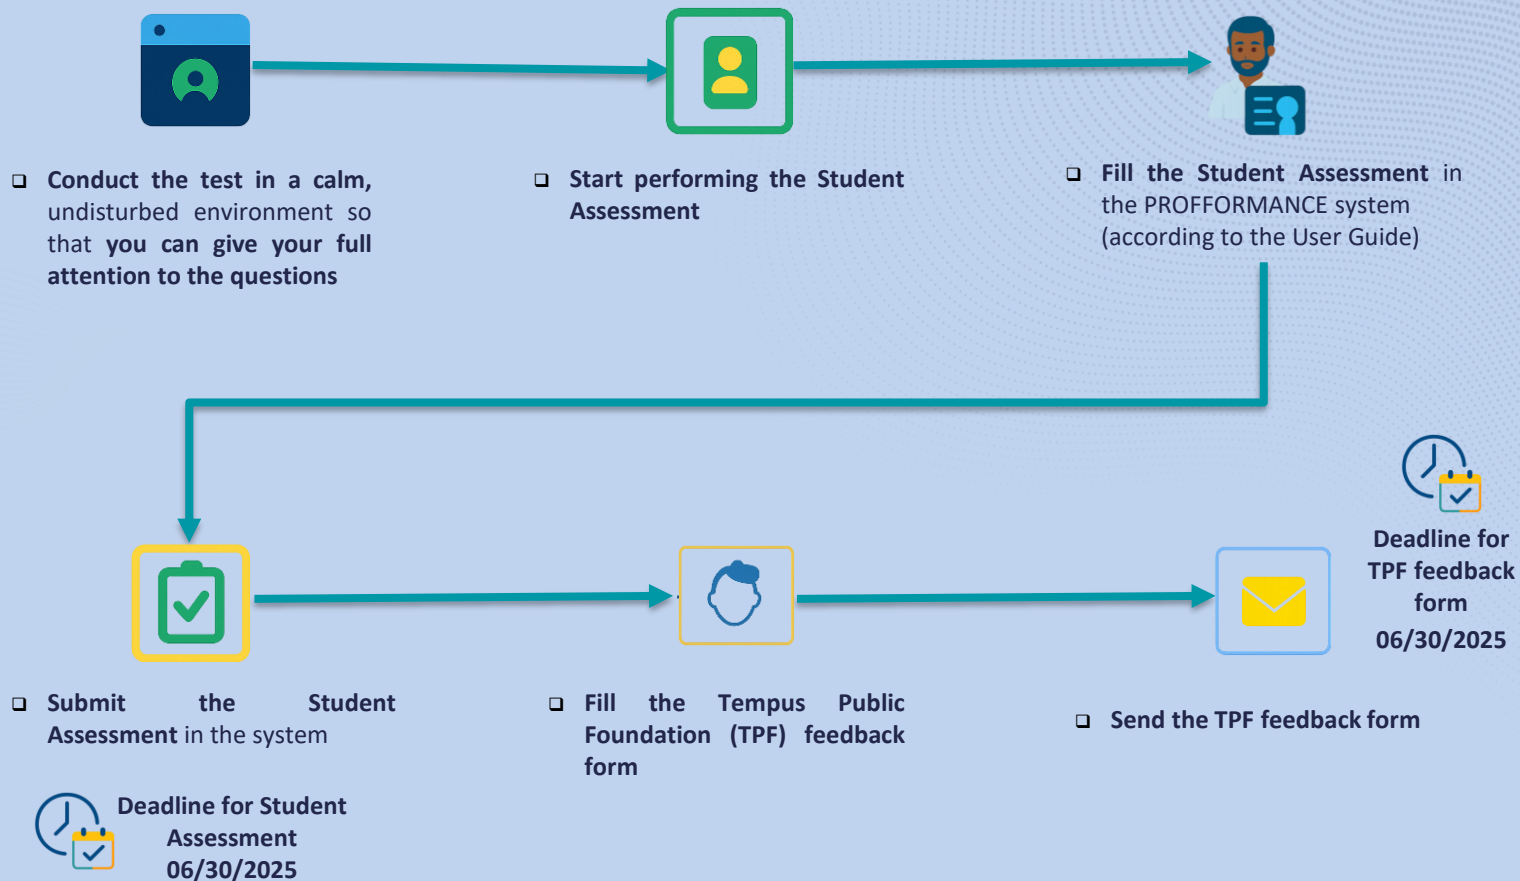 ❑ Conduct the test in a calm,
undisturbed environment so
that you can give your full
attention to the questions
❑ Start performing the Student
Assessment
❑ Fill the Student Assessment in
the PROFFORMANCE system
(according to the User Guide)
❑ Submit the Student
Assessment in the system
Deadline for Student
Assessment
06/30/2025
❑ Fill the Tempus Public
Foundation (TPF) feedback
form
❑ Send the TPF feedback form
Deadline for
TPF feedback
form
06/30/2025